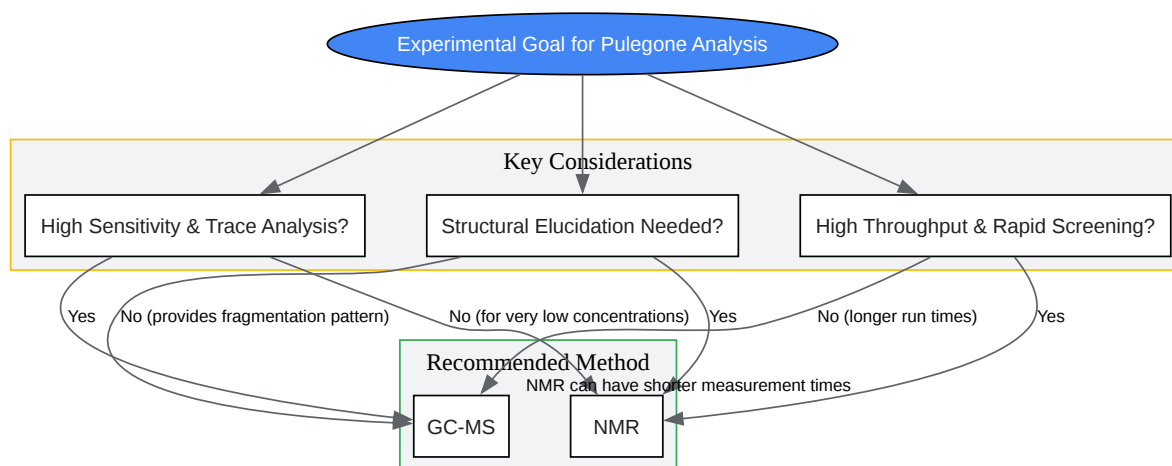 Experimental Goal for Pulegone Analysis
Key Considerations
High Sensitivity & Trace Analysis?
Structural Elucidation Needed?
High Throughput & Rapid Screening?
Yes
No (provides fragmentation pattern)
No (for very low concentrations)
Yes
No (longer run times)
Yes
Recommended Method
NMR can have shorter measurement times
GC-MS
NMR